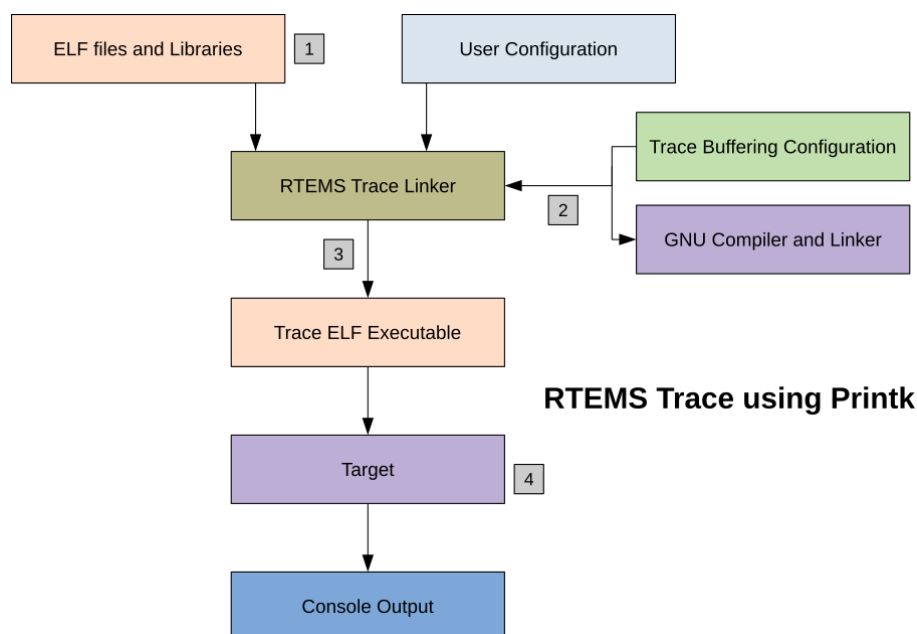 ELF files and Libraries
1
User Configuration
Trace Buffering Configuration
RTEMS Trace Linker
2
GNU Compiler and Linker
3
Trace ELF Executable
RTEMS Trace using Printk
Target
4
Console Output